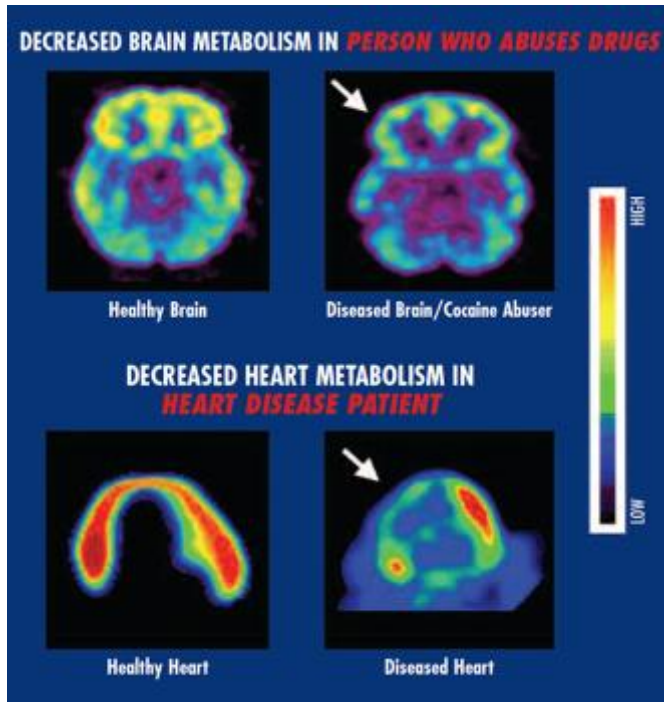 DECREASED BRAIN METABOLISM IN PERSON WHO ABUSES DRUGS
Healthy Brain
Diseased Brain/Cocaine Abuser
HIGH
LOW
DECREASED HEART METABOLISM IN
HEART DISEASE PATIENT
Healthy Heart
Diseased Heart